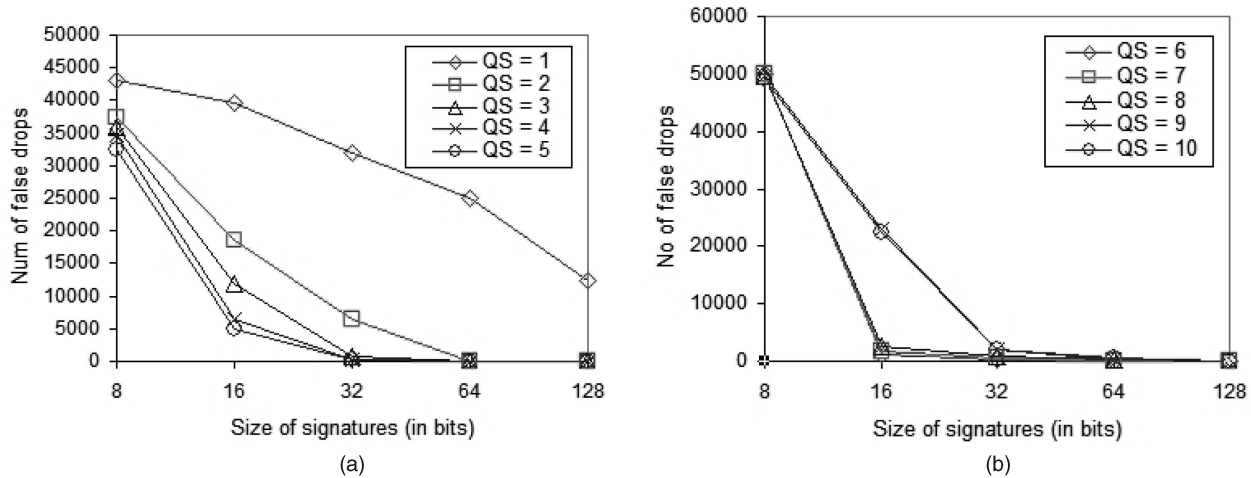 50000
45000
40000
35000
30000
25000
20000
15000
10000
5000
0
Num of false drops
8 16 32 64 128
Size of signatures (in bits)
QS = 1
QS = 2
QS = 3
QS = 4
QS = 5
(a)
60000
50000
40000
30000
20000
10000
0
No of false drops
8 16 32 64 128
Size of signatures (in bits)
QS = 6
QS = 7
QS = 8
QS = 9
QS = 10
(b)